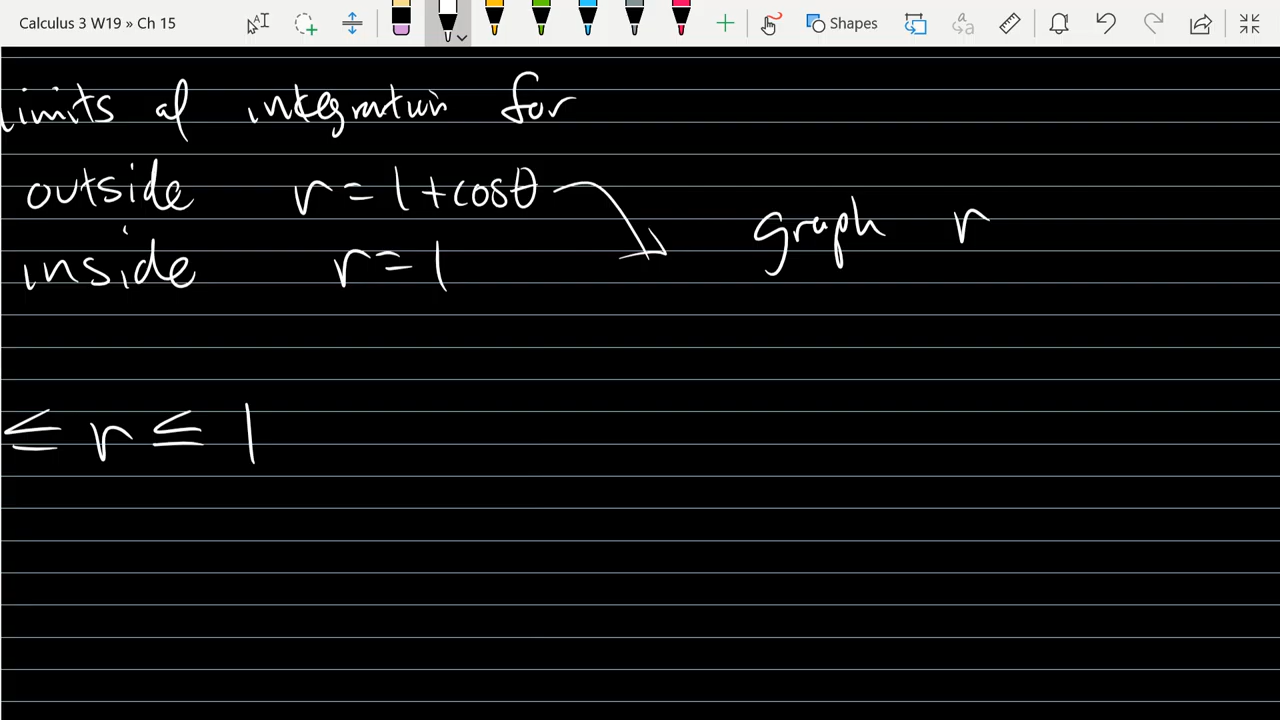 Calculus 3 W19 » Ch 15
Shapes
limits of integration for
outside r = 1 + cosθ
graph r
inside r = 1
≤ r ≤ 1